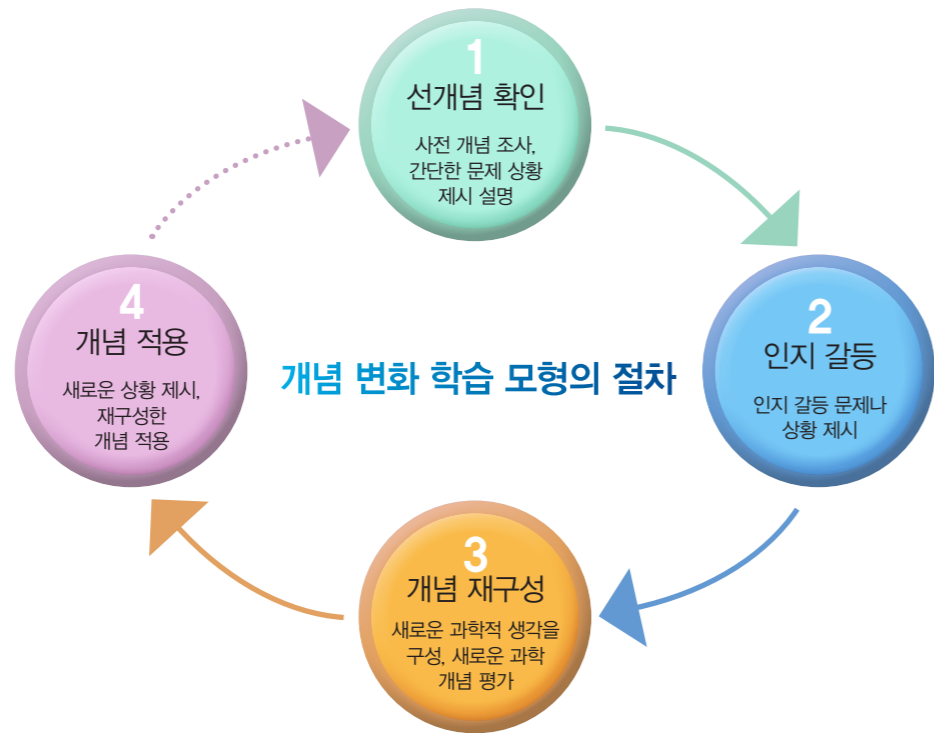 1
선개념 확인
사전 개념 조사,
간단한 문제 상황
제시 설명
2
인지 갈등
인지 갈등 문제나
상황 제시
3
개념 재구성
새로운 과학적 생각을
구성, 새로운 과학
개념 평가
4
개념 적용
새로운 상황 제시,
재구성한
개념 적용
개념 변화 학습 모형의 절차